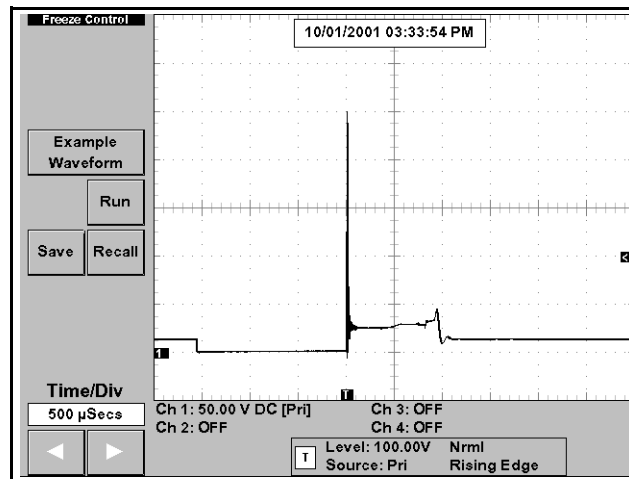 Freeze Control
10/01/2001 03:33:54 PM
Example
Waveform
Run
Save
Recall
1
T
Time/Div
500 µSecs
Ch 1: 50.00 V DC [Pri]
Ch 3: OFF
Ch 2: OFF
Ch 4: OFF
T
Level: 100.00V
Nrml
Source: Pri
Rising Edge